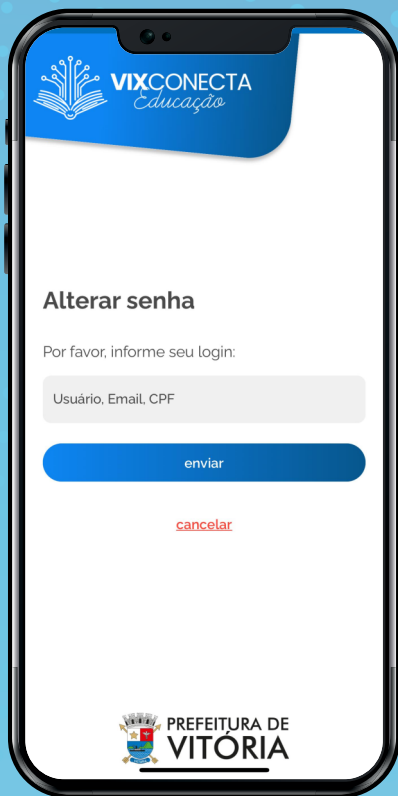 VIXCONECTA
Educação
Alterar senha
Por favor, informe seu login:
Usuário, Email, CPF
enviar
cancelar
PREFEITURA DE
VITÓRIA